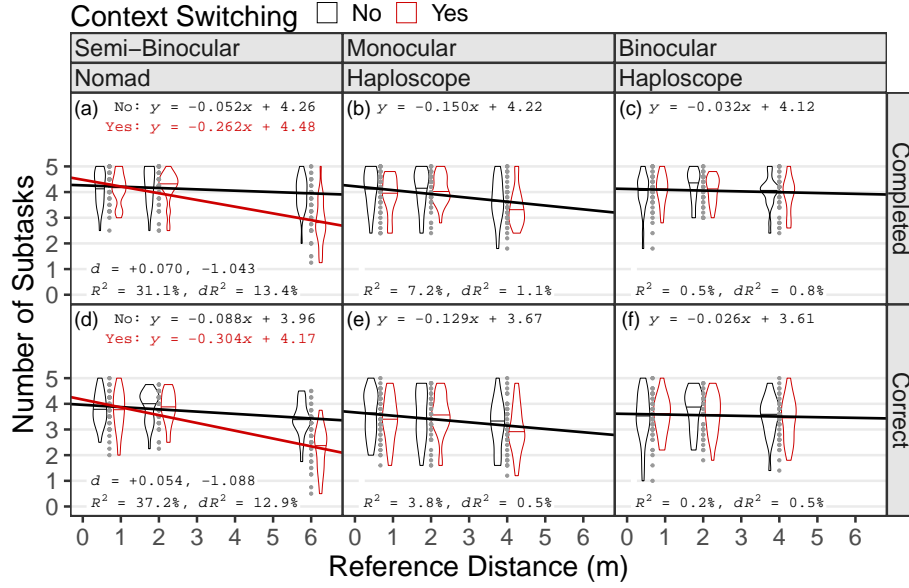 Context Switching No Yes
Semi−Binocular Monocular Binocular
Nomad Haploscope Haploscope
(a) No: y = −0.052x + 4.26
Yes: y = −0.262x + 4.48
(b) y = −0.150x + 4.22
(c) y = −0.032x + 4.12
5
4
3
2
1
0
d = +0.070, -1.043
R² = 31.1%, dR² = 13.4%
R² = 7.2%, dR² = 1.1%
R² = 0.5%, dR² = 0.8%
Completed
(d) No: y = −0.088x + 3.96
Yes: y = −0.304x + 4.17
(e) y = −0.129x + 3.67
(f) y = −0.026x + 3.61
5
4
3
2
1
0
d = +0.054, -1.088
R² = 37.2%, dR² = 12.9%
R² = 3.8%, dR² = 0.5%
R² = 0.2%, dR² = 0.5%
Correct
Number of Subtasks
0 1 2 3 4 5 6 0 1 2 3 4 5 6 0 1 2 3 4 5 6
Reference Distance (m)